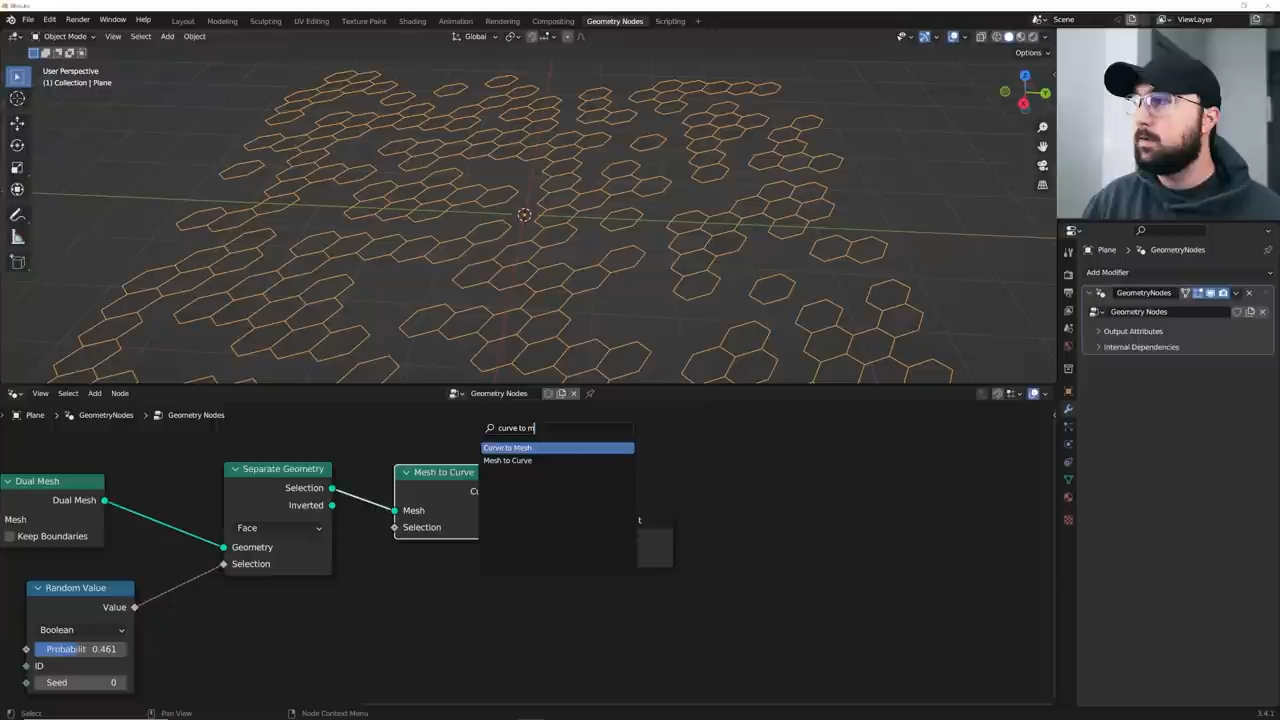 File Edit Render Window Help Layout Modeling Sculpting UV Editing Texture Paint Shading Animation Rendering Compositing Geometry Nodes Scripting + Scene ViewLayer
Object Mode View Select Add Object Global
Options
User Perspective
(1) Collection | Plane
X
Y
Z
Plane GeometryNodes
Add Modifier
GeometryNodes
Geometry Nodes
Output Attributes
Internal Dependencies
View Select Add Node Geometry Nodes
Plane GeometryNodes Geometry Nodes
curve to m
Curve to Mesh
Mesh to Curve
Dual Mesh
Dual Mesh
Mesh
Keep Boundaries
Separate Geometry
Selection
Inverted
Face
Geometry
Selection
Mesh to Curve
Cu
Mesh
Selection
t
Random Value
Value
Boolean
Probabilit 0.461
ID
Seed 0
Select Pan View Node Context Menu 3.4.1